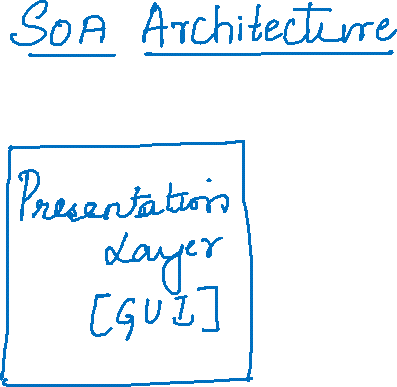 SOA Architecture
Presentation
Layer
[GUI]